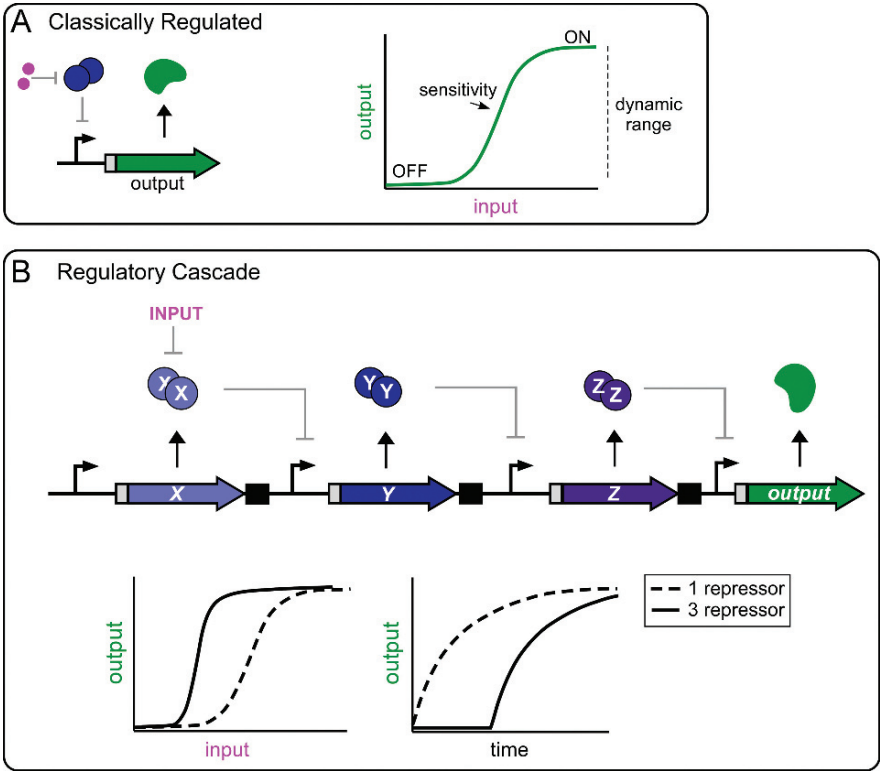 A Classically Regulated
output
output
OFF
sensitivity
ON
dynamic
range
input
B Regulatory Cascade
INPUT
X X
Y Y
Z Z
X
Y
Z
output
output
input
output
time
1 repressor
3 repressor